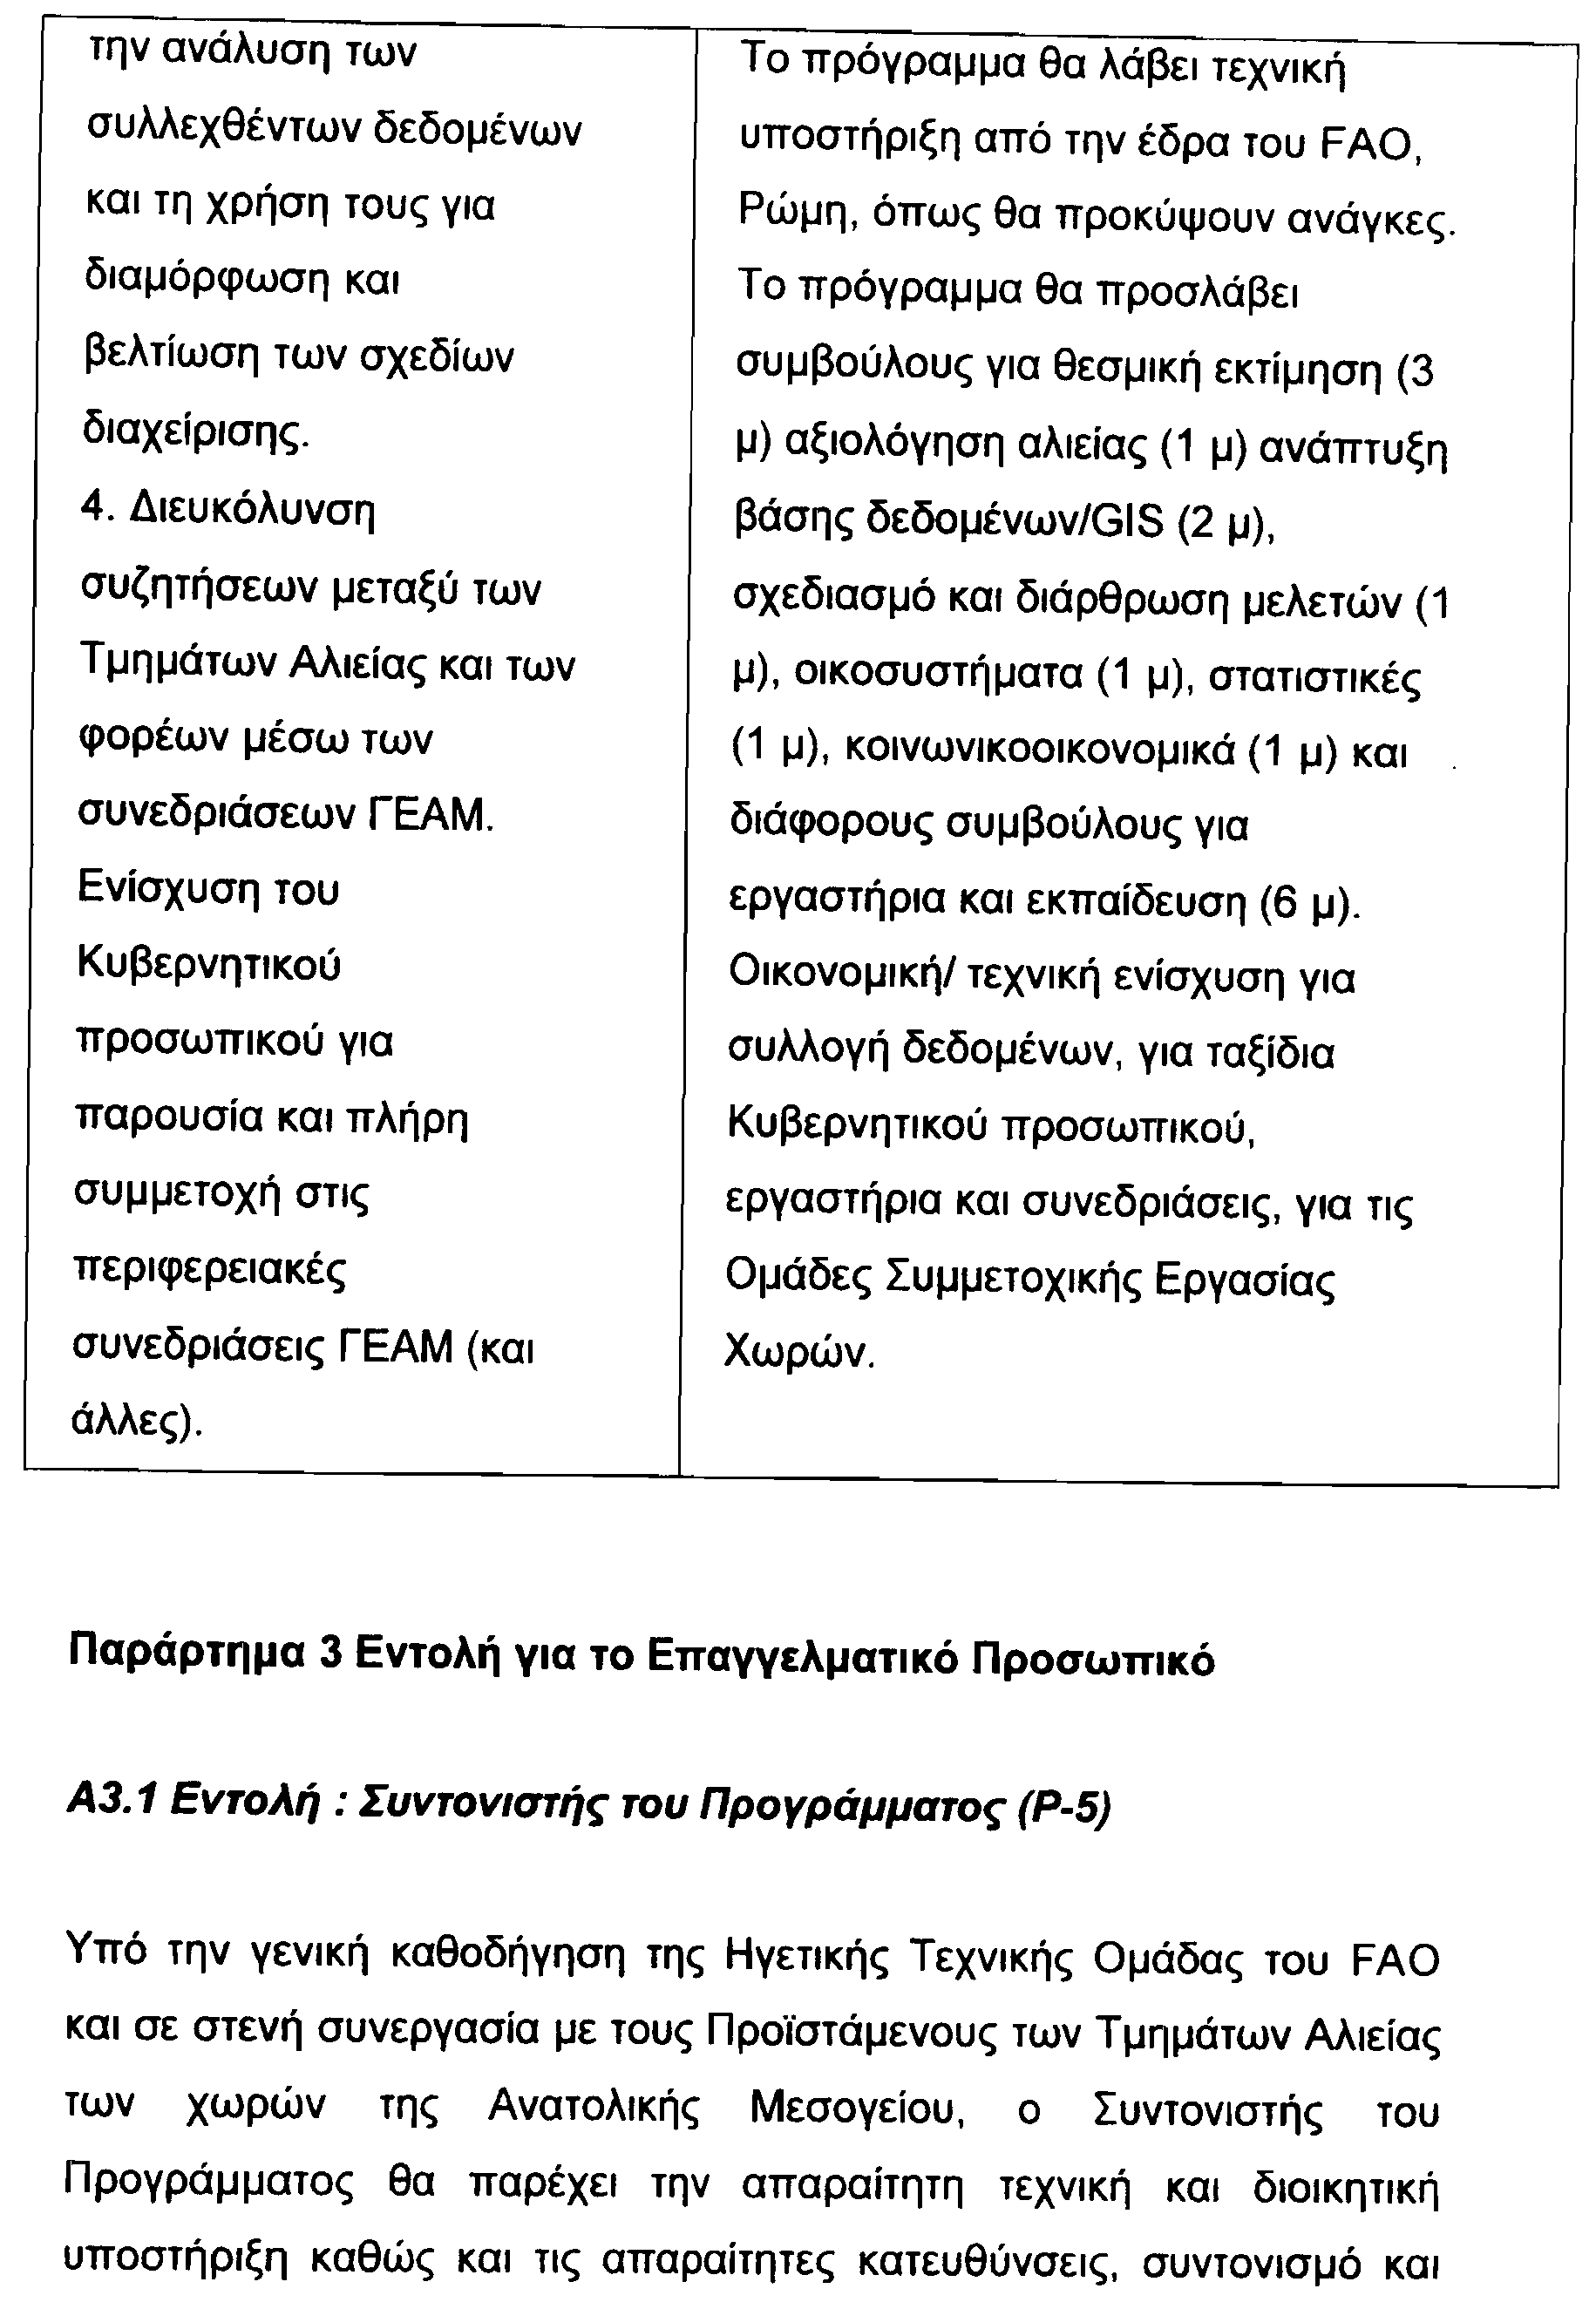 την ανάλυση των
συλλεχθέντων δεδομένων
και τη χρήση τους για
διαμόρφωση και
βελτίωση των σχεδίων
διαχείρισης.
4. Διευκόλυνση
συζητήσεων μεταξύ των
Τμημάτων Αλιείας και των
φορέων μέσω των
συνεδριάσεων ΓΕΑΜ.
Ενίσχυση του
Κυβερνητικού
προσωπικού για
παρουσία και πλήρη
συμμετοχή στις
περιφερειακές
συνεδριάσεις ΓΕΑΜ (και
άλλες).
Το πρόγραμμα θα λάβει τεχνική
υποστήριξη από την έδρα του FAO,
Ρώμη, όπως θα προκύψουν ανάγκες.
Το πρόγραμμα θα προσλάβει
συμβούλους για θεσμική εκτίμηση (3
μ) αξιολόγηση αλιείας (1 μ) ανάπτυξη
βάσης δεδομένων/GIS (2 μ),
σχεδιασμό και διάρθρωση μελετών (1
μ), οικοσυστήματα (1 μ), στατιστικές
(1 μ), κοινωνικοοικονομικά (1 μ) και
διάφορους συμβούλους για
εργαστήρια και εκπαίδευση (6 μ).
Οικονομική/ τεχνική ενίσχυση για
συλλογή δεδομένων, για ταξίδια
Κυβερνητικού προσωπικού,
εργαστήρια και συνεδριάσεις, για τις
Ομάδες Συμμετοχικής Εργασίας
Χωρών.
Παράρτημα 3 Εντολή για το Επαγγελματικό Προσωπικό
Α3.1 Εντολή : Συντονιστής του Προγράμματος (P-5)
Υπό την γενική καθοδήγηση της Ηγετικής Τεχνικής Ομάδας του FAO
και σε στενή συνεργασία με τους Προϊστάμενους των Τμημάτων Αλιείας
των χωρών της Ανατολικής Μεσογείου, ο Συντονιστής του
Προγράμματος θα παρέχει την απαραίτητη τεχνική και διοικητική
υποστήριξη καθώς και τις απαραίτητες κατευθύνσεις, συντονισμό και